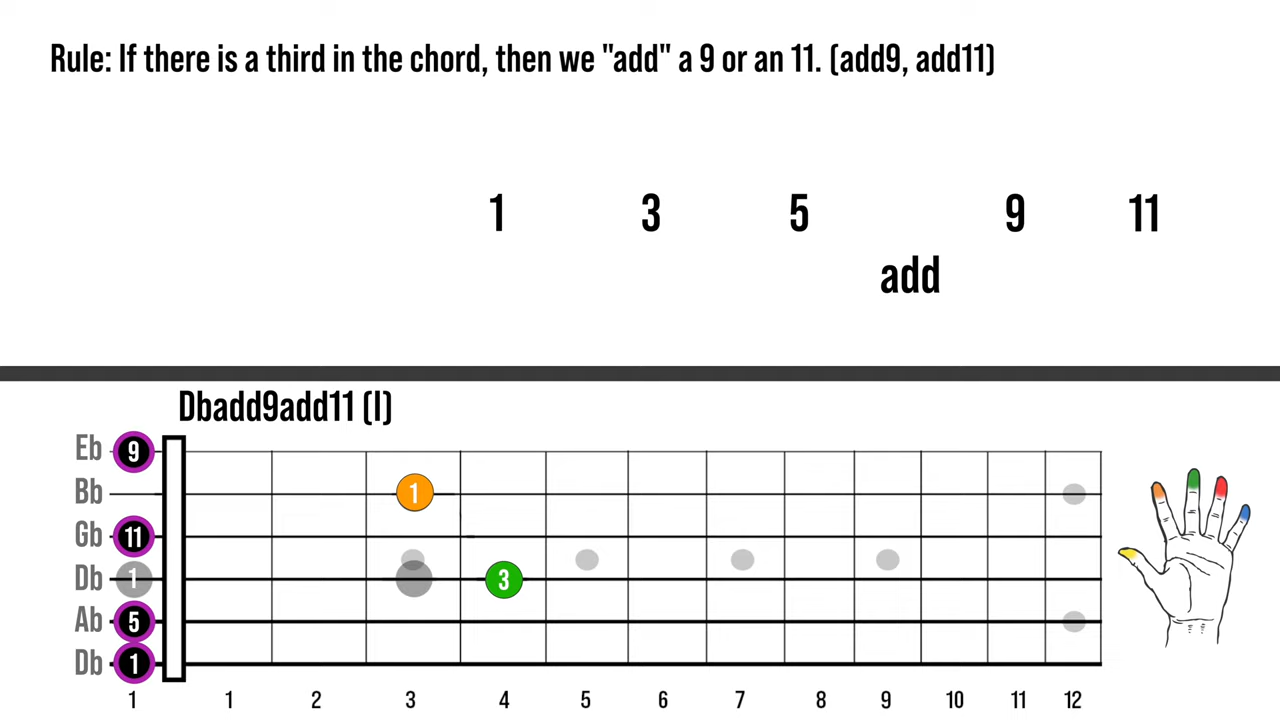 Rule: If there is a third in the chord, then we "add" a 9 or an 11. (add9, add11)
1 3 5 9 11
add
Dbadd9add11 (I)
Eb 9
Bb 1
Gb 11
Db 1 3
Ab 5
Db 1
1 1 2 3 4 5 6 7 8 9 10 11 12